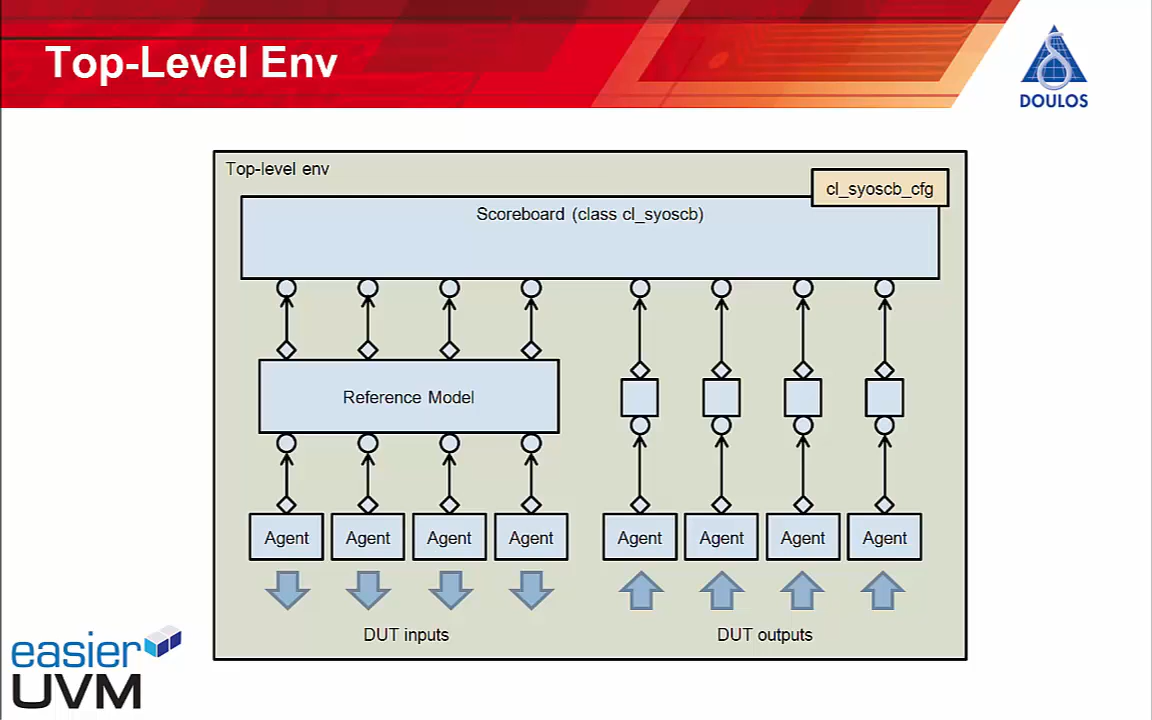 Top-Level Env
DOULOS
Top-level env
cl_syoscb_cfg
Scoreboard (class cl_syoscb)
Reference Model
Agent
Agent
Agent
Agent
Agent
Agent
Agent
Agent
DUT inputs
DUT outputs
easier
UVM